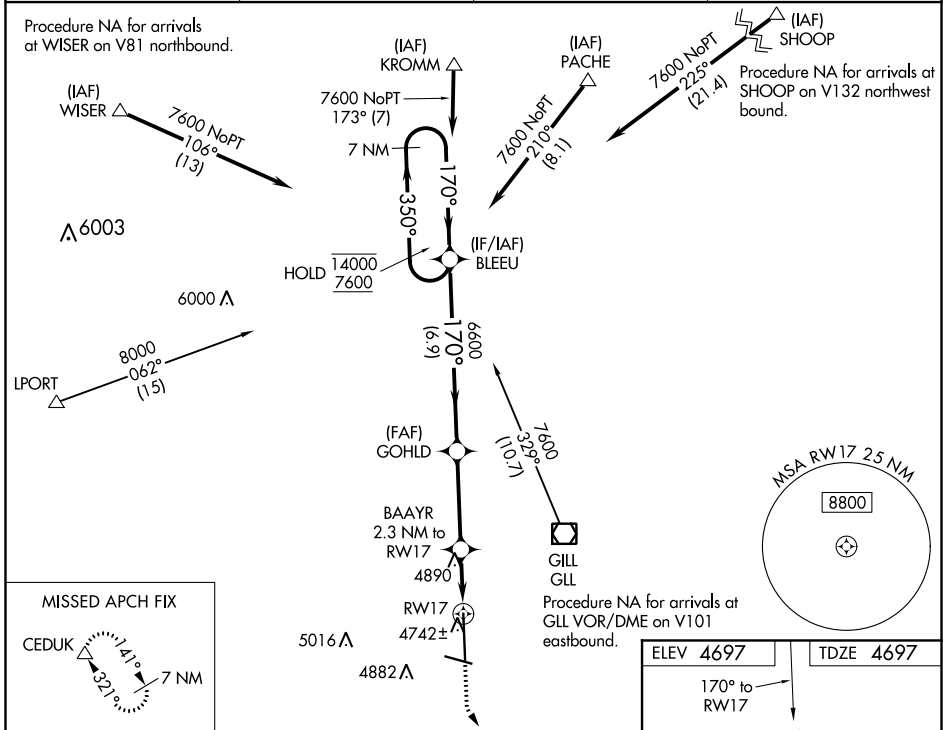 Procedure NA for arrivals
at WISER on V81 northbound.
(IAF)
WISER
7600 NoPT
106°
(13)
(IAF)
KROMM
7600 NoPT
173° (7)
7 NM
(IAF)
PACHE
7600 NoPT
210°
(8.1)
(IAF)
SHOOP
7600 NoPT
225°
(21.4)
Procedure NA for arrivals at
SHOOP on V132 northwest
bound.
170°
350°
6003
HOLD 14000
7600
(IF/IAF)
BLEEU
6000
6600
170°
(6.9)
LPORT
8000
062°
(15)
(FAF)
GOHLD
7600
329°
(10.7)
BAAYR
2.3 NM to
RW17
4890
GILL
GLL
Procedure NA for arrivals at
GLL VOR/DME on V101
eastbound.
MSA RW17 25 NM
8800
RW17
4742±
5016
4882
MISSED APCH FIX
CEDUK
141°
321°
7 NM
ELEV 4697
TDZE 4697
170° to
RW17